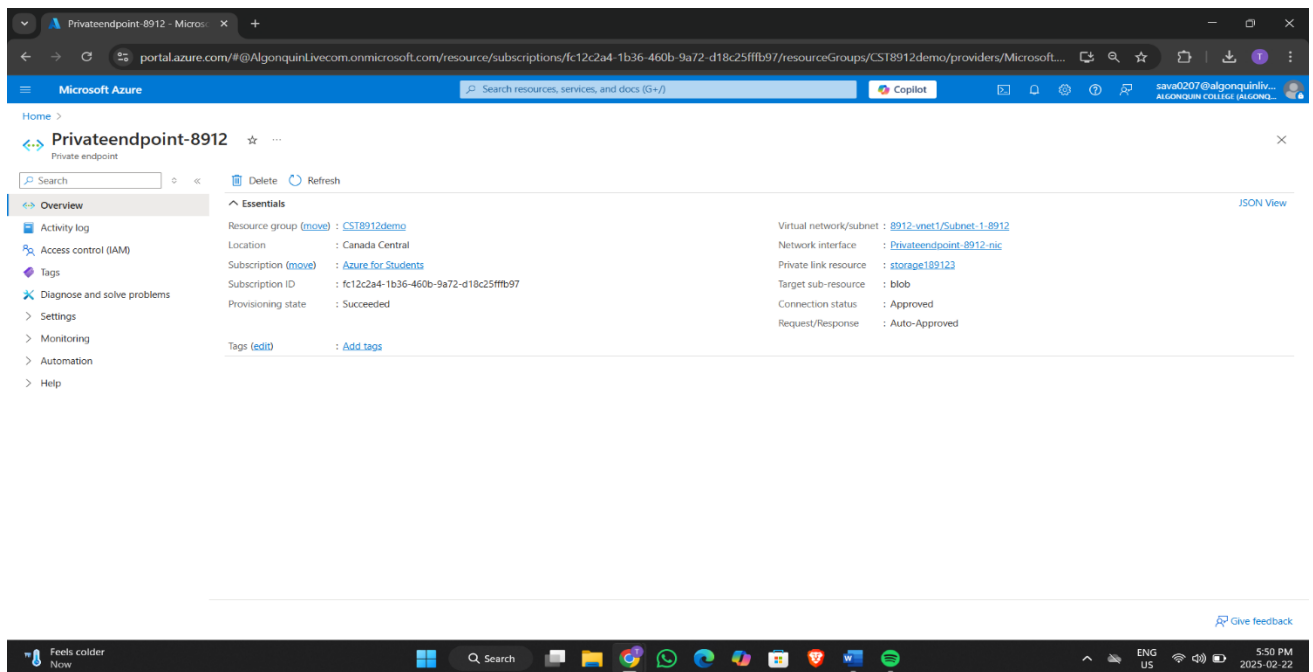 Privateendpoint-8912 - Micros
portal.azure.com/#@AlgonquinLivecom.onmicrosoft.com/resource/subscriptions/fc12c2a4-1b36-460b-9a72-d18c25fffb97/resourceGroups/CST8912demo/providers/Microsoft....
T
Microsoft Azure
Search resources, services, and docs (G+/)
Copilot
sava0207@algonquinliv...
ALGONQUIN COLLEGE (ALGONQ...
Home >
Privateendpoint-8912
Private endpoint
Search
Delete
Refresh
Overview
Activity log
Access control (IAM)
Tags
Diagnose and solve problems
Settings
Monitoring
Automation
Help
Essentials
JSON View
Resource group (move) : CST8912demo
Location : Canada Central
Subscription (move) : Azure for Students
Subscription ID : fc12c2a4-1b36-460b-9a72-d18c25fffb97
Provisioning state : Succeeded
Virtual network/subnet : 8912-vnet1/Subnet-1-8912
Network interface : Privateendpoint-8912-nic
Private link resource : storage189123
Target sub-resource : blob
Connection status : Approved
Request/Response : Auto-Approved
Tags (edit) : Add tags
Give feedback
Feels colder
Now
Search
ENG
US
5:50 PM
2025-02-22